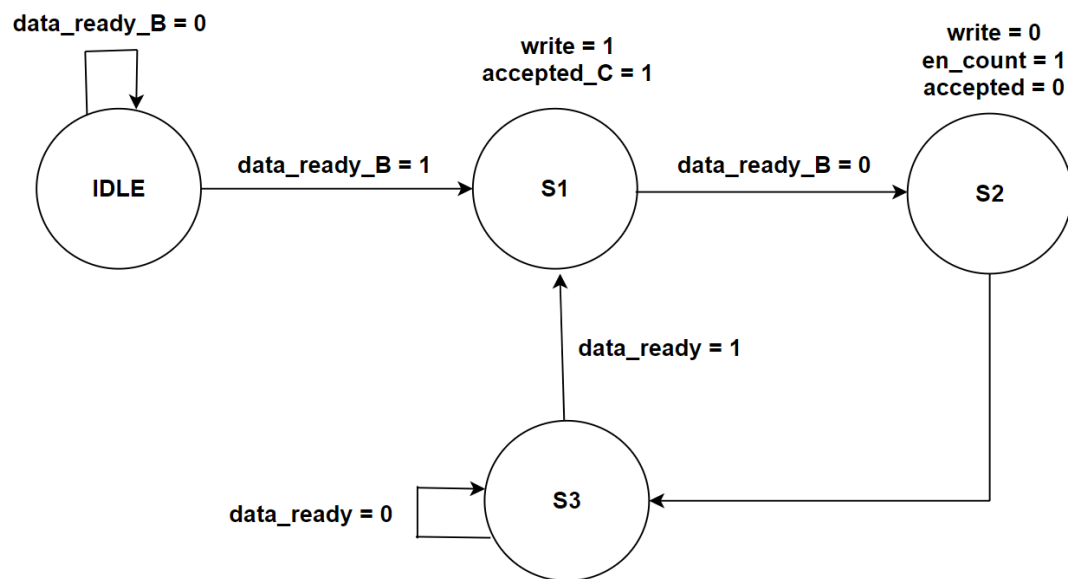 data_ready_B = 0
write = 1
accepted_C = 1
write = 0
en_count = 1
accepted = 0
IDLE
data_ready_B = 1
S1
data_ready_B = 0
S2
data_ready = 1
S3
data_ready = 0